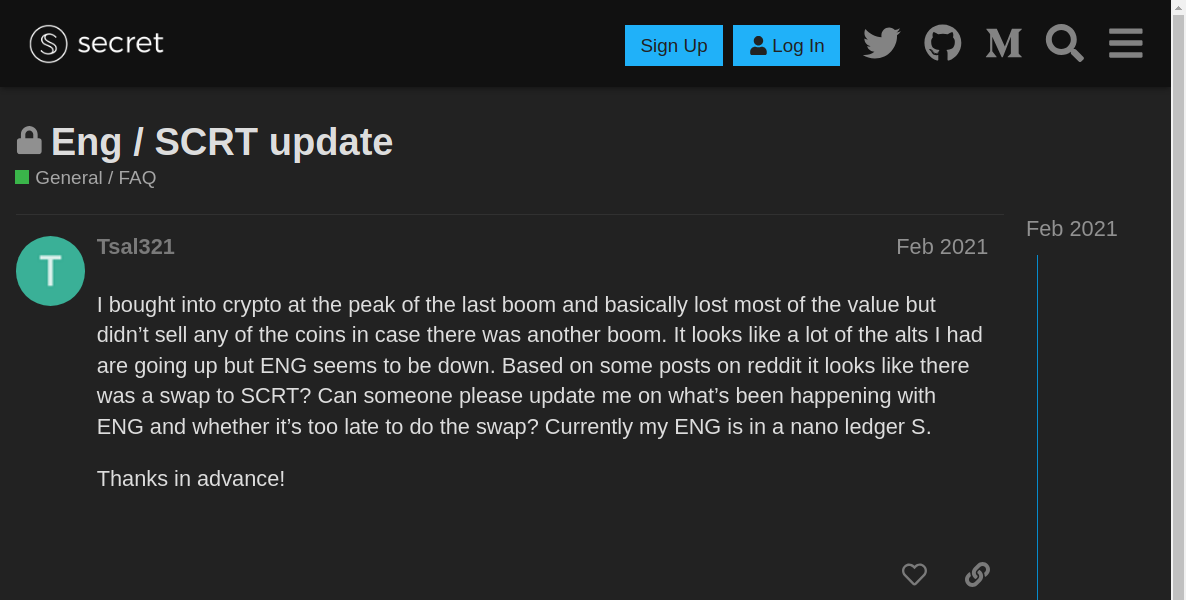 secret
Sign Up
Log In
Eng / SCRT update
General / FAQ
T
Tsal321
Feb 2021
Feb 2021
I bought into crypto at the peak of the last boom and basically lost most of the value but
didn’t sell any of the coins in case there was another boom. It looks like a lot of the alts I had
are going up but ENG seems to be down. Based on some posts on reddit it looks like there
was a swap to SCRT? Can someone please update me on what’s been happening with
ENG and whether it’s too late to do the swap? Currently my ENG is in a nano ledger S.
Thanks in advance!